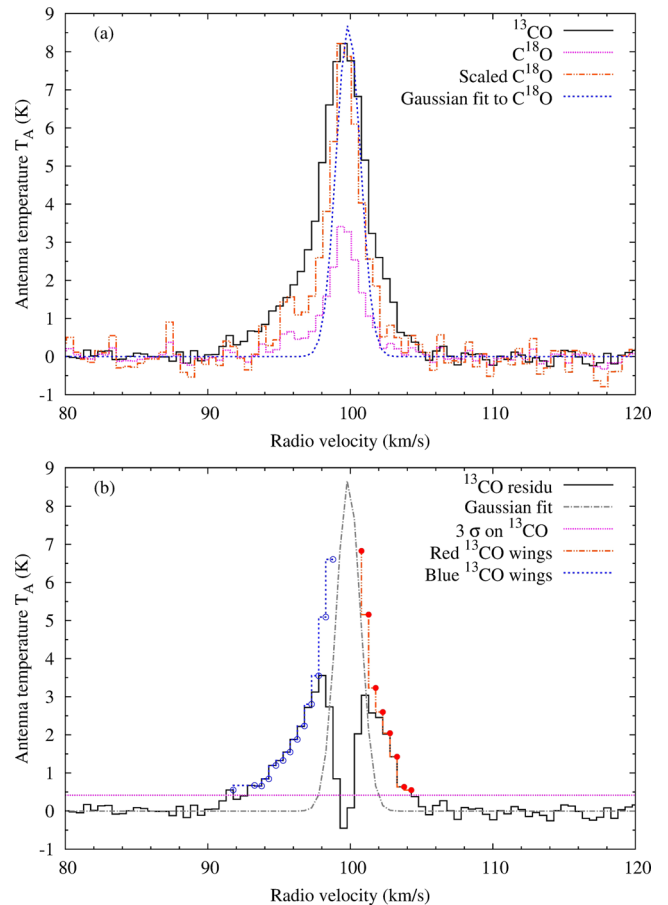 (a)
¹³CO
C¹⁸O
Scaled C¹⁸O
Gaussian fit to C¹⁸O
Antenna temperature T_A (K)
9
8
7
6
5
4
3
2
1
0
-1
80 90 100 110 120
Radio velocity (km/s)
(b)
¹³CO residu
Gaussian fit
3 σ on ¹³CO
Red ¹³CO wings
Blue ¹³CO wings
Antenna temperature T_A (K)
9
8
7
6
5
4
3
2
1
0
-1
80 90 100 110 120
Radio velocity (km/s)